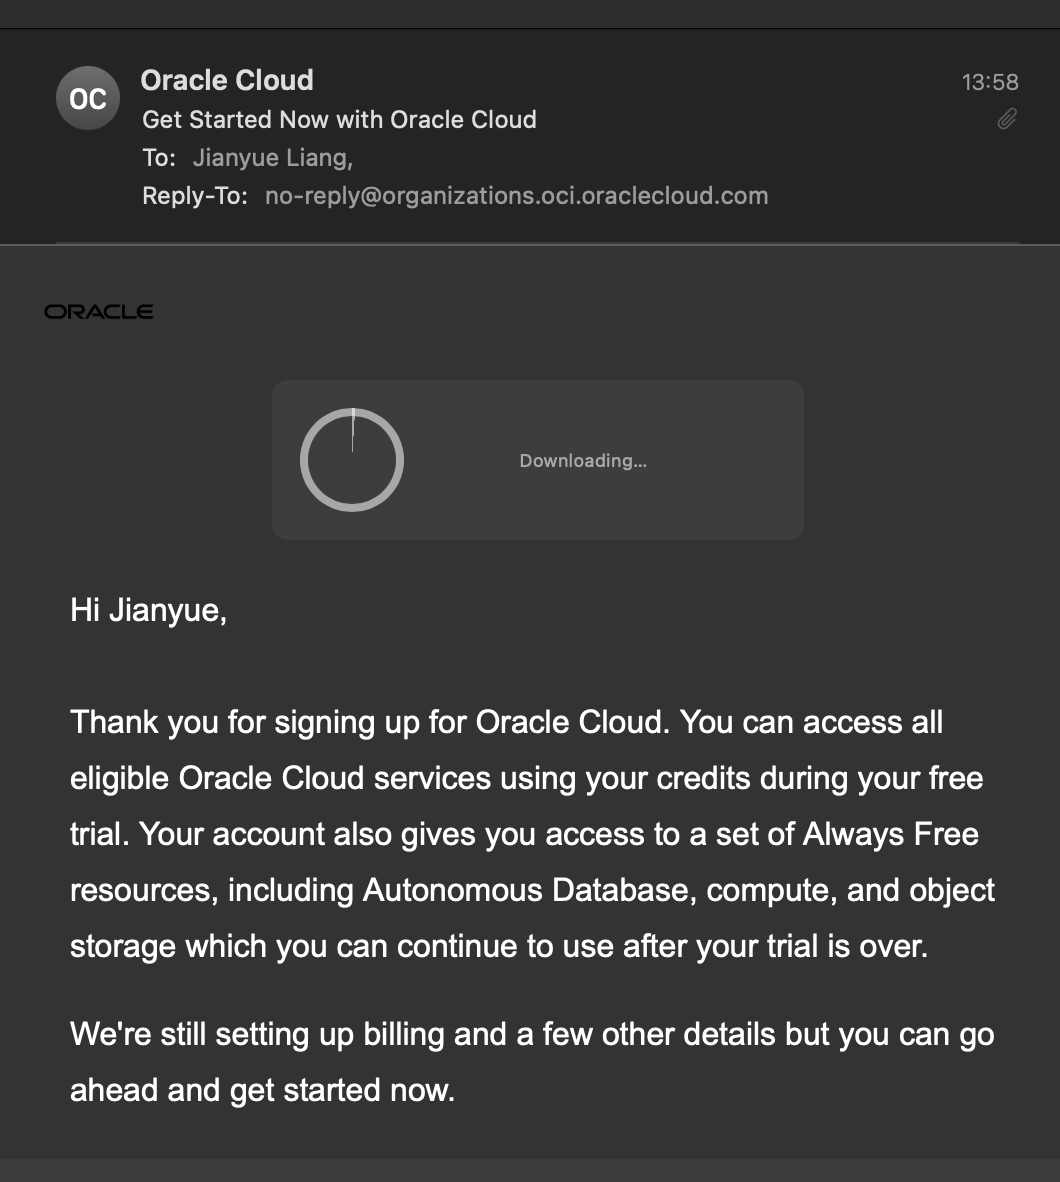 OC
Oracle Cloud
13:58
Get Started Now with Oracle Cloud
To: Jianyue Liang,
Reply-To: no-reply@organizations.oci.oraclecloud.com
ORACLE
Downloading...
Hi Jianyue,
Thank you for signing up for Oracle Cloud. You can access all
eligible Oracle Cloud services using your credits during your free
trial. Your account also gives you access to a set of Always Free
resources, including Autonomous Database, compute, and object
storage which you can continue to use after your trial is over.
We're still setting up billing and a few other details but you can go
ahead and get started now.